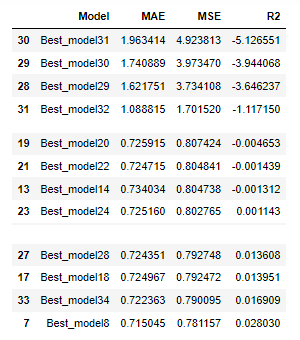 Model MAE MSE R2
30 Best_model31 1.963414 4.923813 -5.126551
29 Best_model30 1.740889 3.973470 -3.944068
28 Best_model29 1.621751 3.734108 -3.646237
31 Best_model32 1.088815 1.701520 -1.117150
19 Best_model20 0.725915 0.807424 -0.004653
21 Best_model22 0.724715 0.804841 -0.001439
13 Best_model14 0.734034 0.804738 -0.001312
23 Best_model24 0.725160 0.802765 0.001143
27 Best_model28 0.724351 0.792748 0.013608
17 Best_model18 0.724967 0.792472 0.013951
33 Best_model34 0.722363 0.790095 0.016909
7 Best_model8 0.715045 0.781157 0.028030